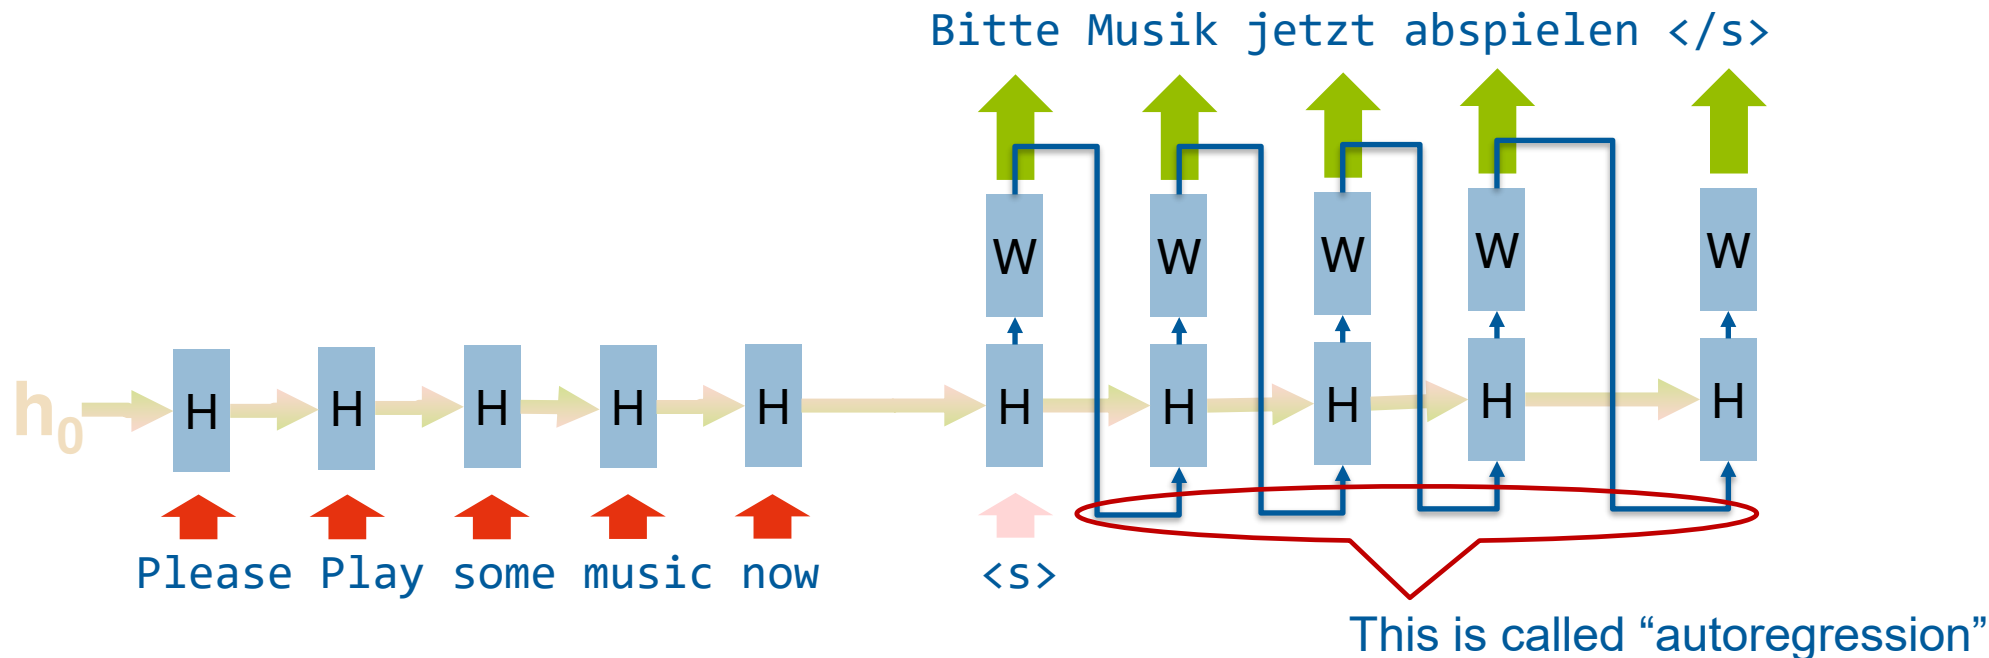 Bitte Musik jetzt abspielen </s>
W W W W W
h0 H H H H H H H H H H
Please Play some music now <s>
This is called “autoregression”